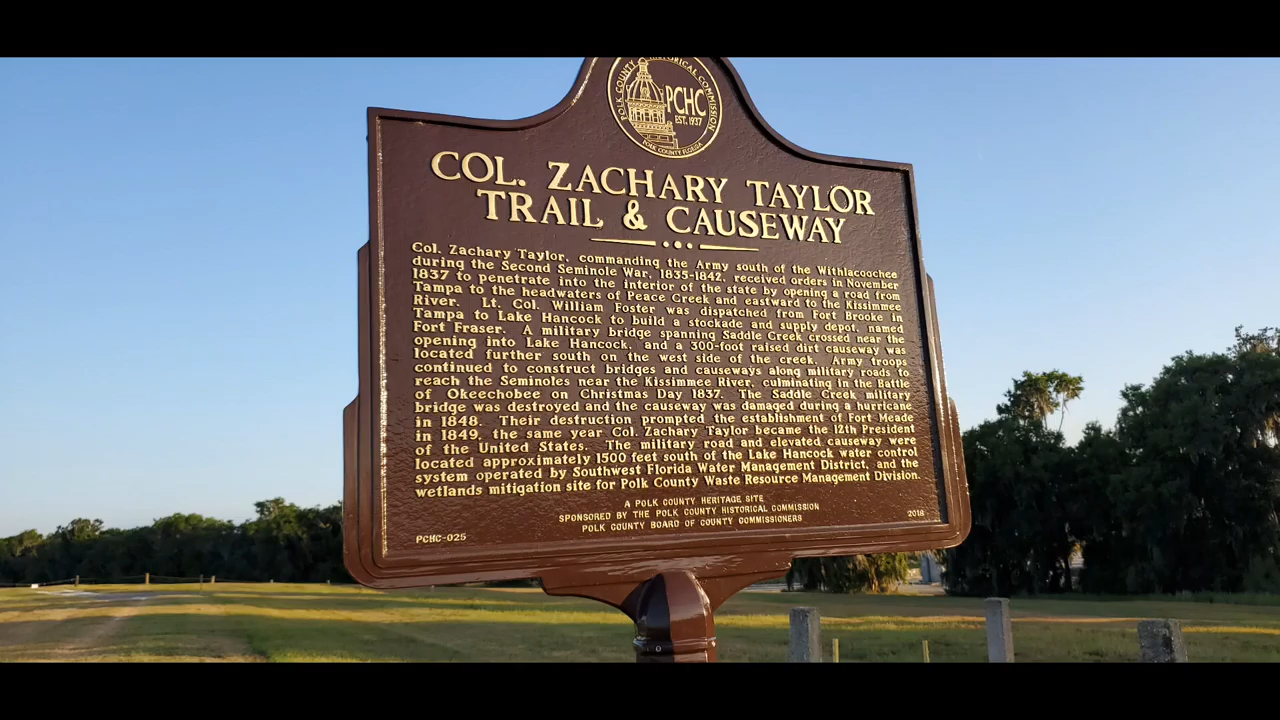 POLK COUNTY HISTORICAL COMMISSION
PCHC
EST. 1937
POLK COUNTY FLORIDA
COL. ZACHARY TAYLOR
TRAIL & CAUSEWAY
Col. Zachary Taylor, commanding the Army south of the Withlacoochee
during the Second Seminole War, 1835-1842, received orders in November
1837 to penetrate into the interior of the state by opening a road from
Tampa to the headwaters of Peace Creek and eastward to the Kissimmee
River. Lt. Col. William Foster was dispatched from Fort Brooke in
Tampa to Lake Hancock to build a stockade and supply depot, named
Fort Fraser. A military bridge spanning Saddle Creek crossed near the
opening into Lake Hancock, and a 300-foot raised dirt causeway was
located further south on the west side of the creek. Army troops
continued to construct bridges and causeways along military roads to
reach the Seminoles near the Kissimmee River, culminating in the Battle
of Okeechobee on Christmas Day 1837. The Saddle Creek military
bridge was destroyed and the causeway was damaged during a hurricane
in 1848. Their destruction prompted the establishment of Fort Meade
in 1849, the same year Col. Zachary Taylor became the 12th President
of the United States. The military road and elevated causeway were
located approximately 1500 feet south of the Lake Hancock water control
system operated by Southwest Florida Water Management District, and the
wetlands mitigation site for Polk County Waste Resource Management Division.
A POLK COUNTY HERITAGE SITE
SPONSORED BY THE POLK COUNTY HISTORICAL COMMISSION
POLK COUNTY BOARD OF COUNTY COMMISSIONERS
PCHC-025
2018